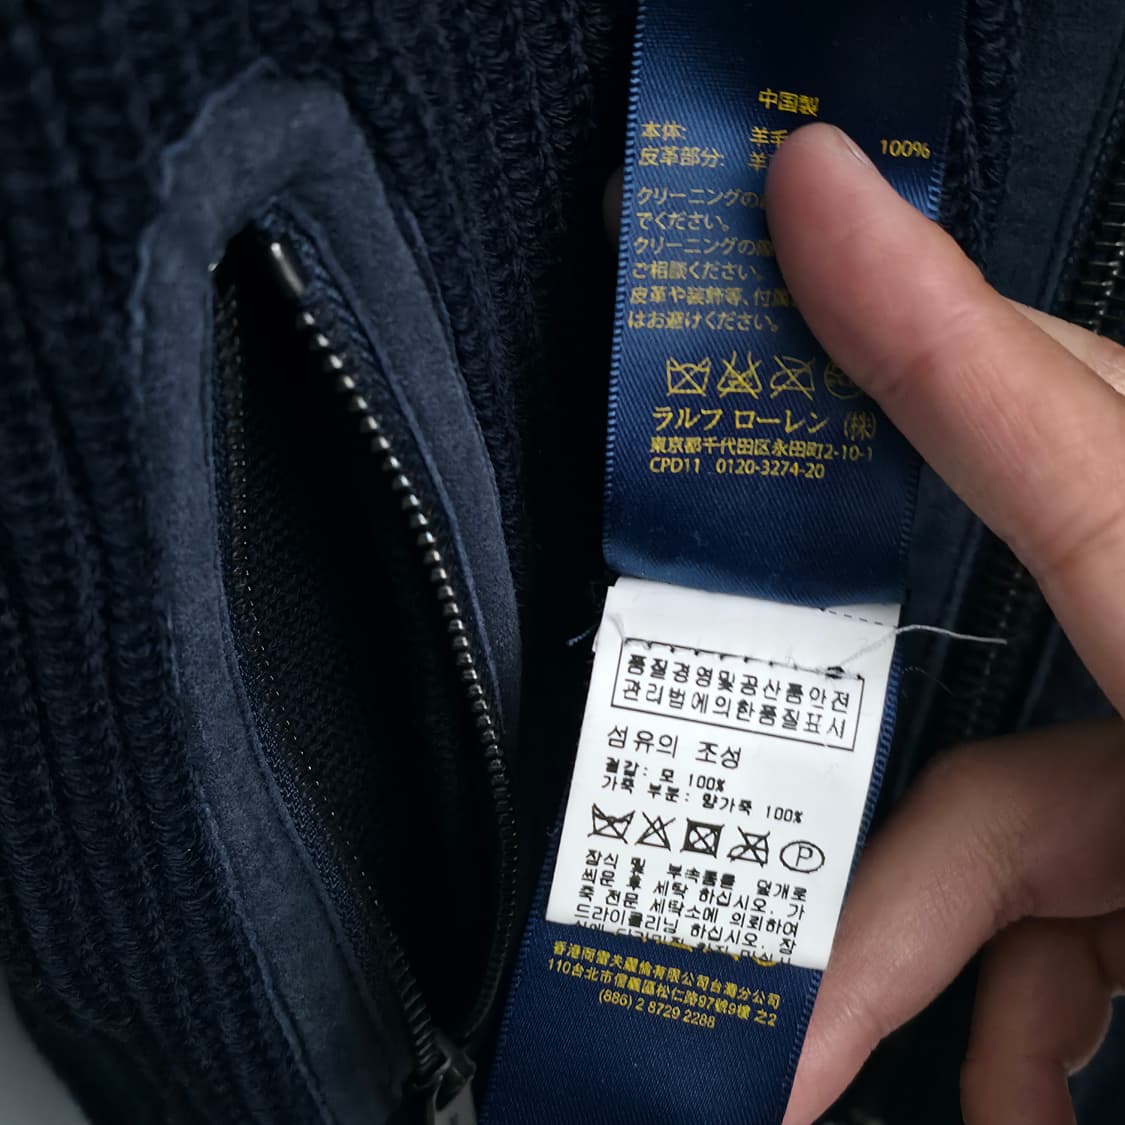 中国製
本体: 羊毛 100%
皮革部分: 羊
クリーニングの
でください。
クリーニングの
ご相談ください。
皮革や装飾等、付属
はお避けください。
ラルフ ローレン (株)
東京都千代田区永田町2-10-1
CPD11 0120-3274-20
품질경영및공산품안전
관리법에의한품질표시
섬유의 조성
겉감: 모 100%
가죽 부분: 양가죽 100%
P
장식 및 부속품를 덮개로
씌운 후 세탁 하십시오. 가
죽 전문 세탁소에 의뢰하여
드라이클리닝 하십시오. 장
香港商雷夫羅倫有限公司台灣分公司
110台北市信義區松仁路97號9樓 之2
(886) 2 8729 2288